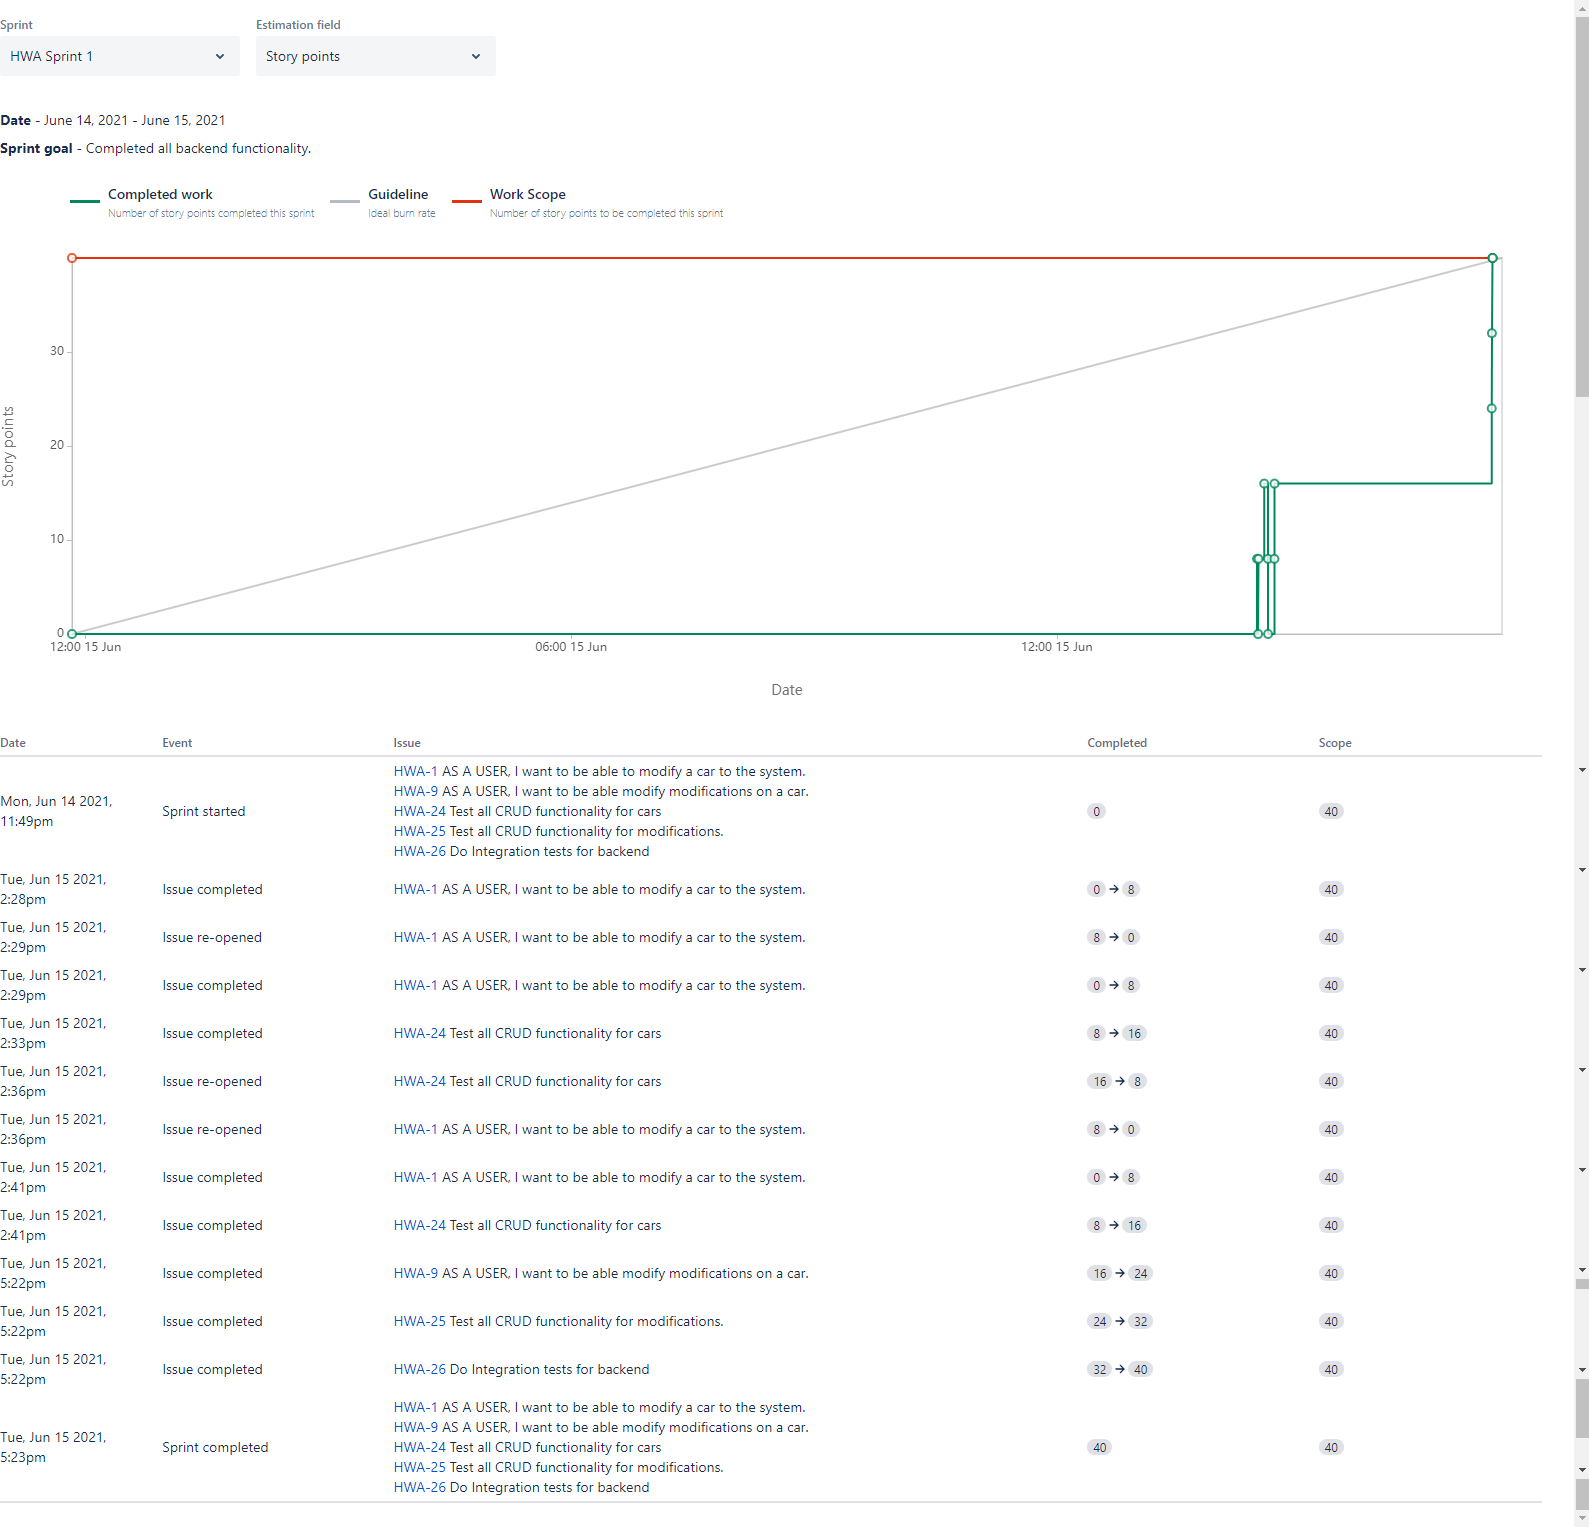 Sprint
Estimation field
HWA Sprint 1
Story points
Date - June 14, 2021 - June 15, 2021
Sprint goal - Completed all backend functionality.
Completed work
Number of story points completed this sprint
Guideline
Ideal burn rate
Work Scope
Number of story points to be completed this sprint
30
20
10
0
Story points
12:00 15 Jun
06:00 15 Jun
12:00 15 Jun
Date
Date Event Issue Completed Scope
Mon, Jun 14 2021,
11:49pm
Sprint started
HWA-1 AS A USER, I want to be able to modify a car to the system.
HWA-9 AS A USER, I want to be able modify modifications on a car.
HWA-24 Test all CRUD functionality for cars
HWA-25 Test all CRUD functionality for modifications.
HWA-26 Do Integration tests for backend
0
40
Tue, Jun 15 2021,
2:28pm
Issue completed
HWA-1 AS A USER, I want to be able to modify a car to the system.
0 → 8
40
Tue, Jun 15 2021,
2:29pm
Issue re-opened
HWA-1 AS A USER, I want to be able to modify a car to the system.
8 → 0
40
Tue, Jun 15 2021,
2:29pm
Issue completed
HWA-1 AS A USER, I want to be able to modify a car to the system.
0 → 8
40
Tue, Jun 15 2021,
2:33pm
Issue completed
HWA-24 Test all CRUD functionality for cars
8 → 16
40
Tue, Jun 15 2021,
2:36pm
Issue re-opened
HWA-24 Test all CRUD functionality for cars
16 → 8
40
Tue, Jun 15 2021,
2:36pm
Issue re-opened
HWA-1 AS A USER, I want to be able to modify a car to the system.
8 → 0
40
Tue, Jun 15 2021,
2:41pm
Issue completed
HWA-1 AS A USER, I want to be able to modify a car to the system.
0 → 8
40
Tue, Jun 15 2021,
2:41pm
Issue completed
HWA-24 Test all CRUD functionality for cars
8 → 16
40
Tue, Jun 15 2021,
5:22pm
Issue completed
HWA-9 AS A USER, I want to be able modify modifications on a car.
16 → 24
40
Tue, Jun 15 2021,
5:22pm
Issue completed
HWA-25 Test all CRUD functionality for modifications.
24 → 32
40
Tue, Jun 15 2021,
5:22pm
Issue completed
HWA-26 Do Integration tests for backend
32 → 40
40
Tue, Jun 15 2021,
5:23pm
Sprint completed
HWA-1 AS A USER, I want to be able to modify a car to the system.
HWA-9 AS A USER, I want to be able modify modifications on a car.
HWA-24 Test all CRUD functionality for cars
HWA-25 Test all CRUD functionality for modifications.
HWA-26 Do Integration tests for backend
40
40